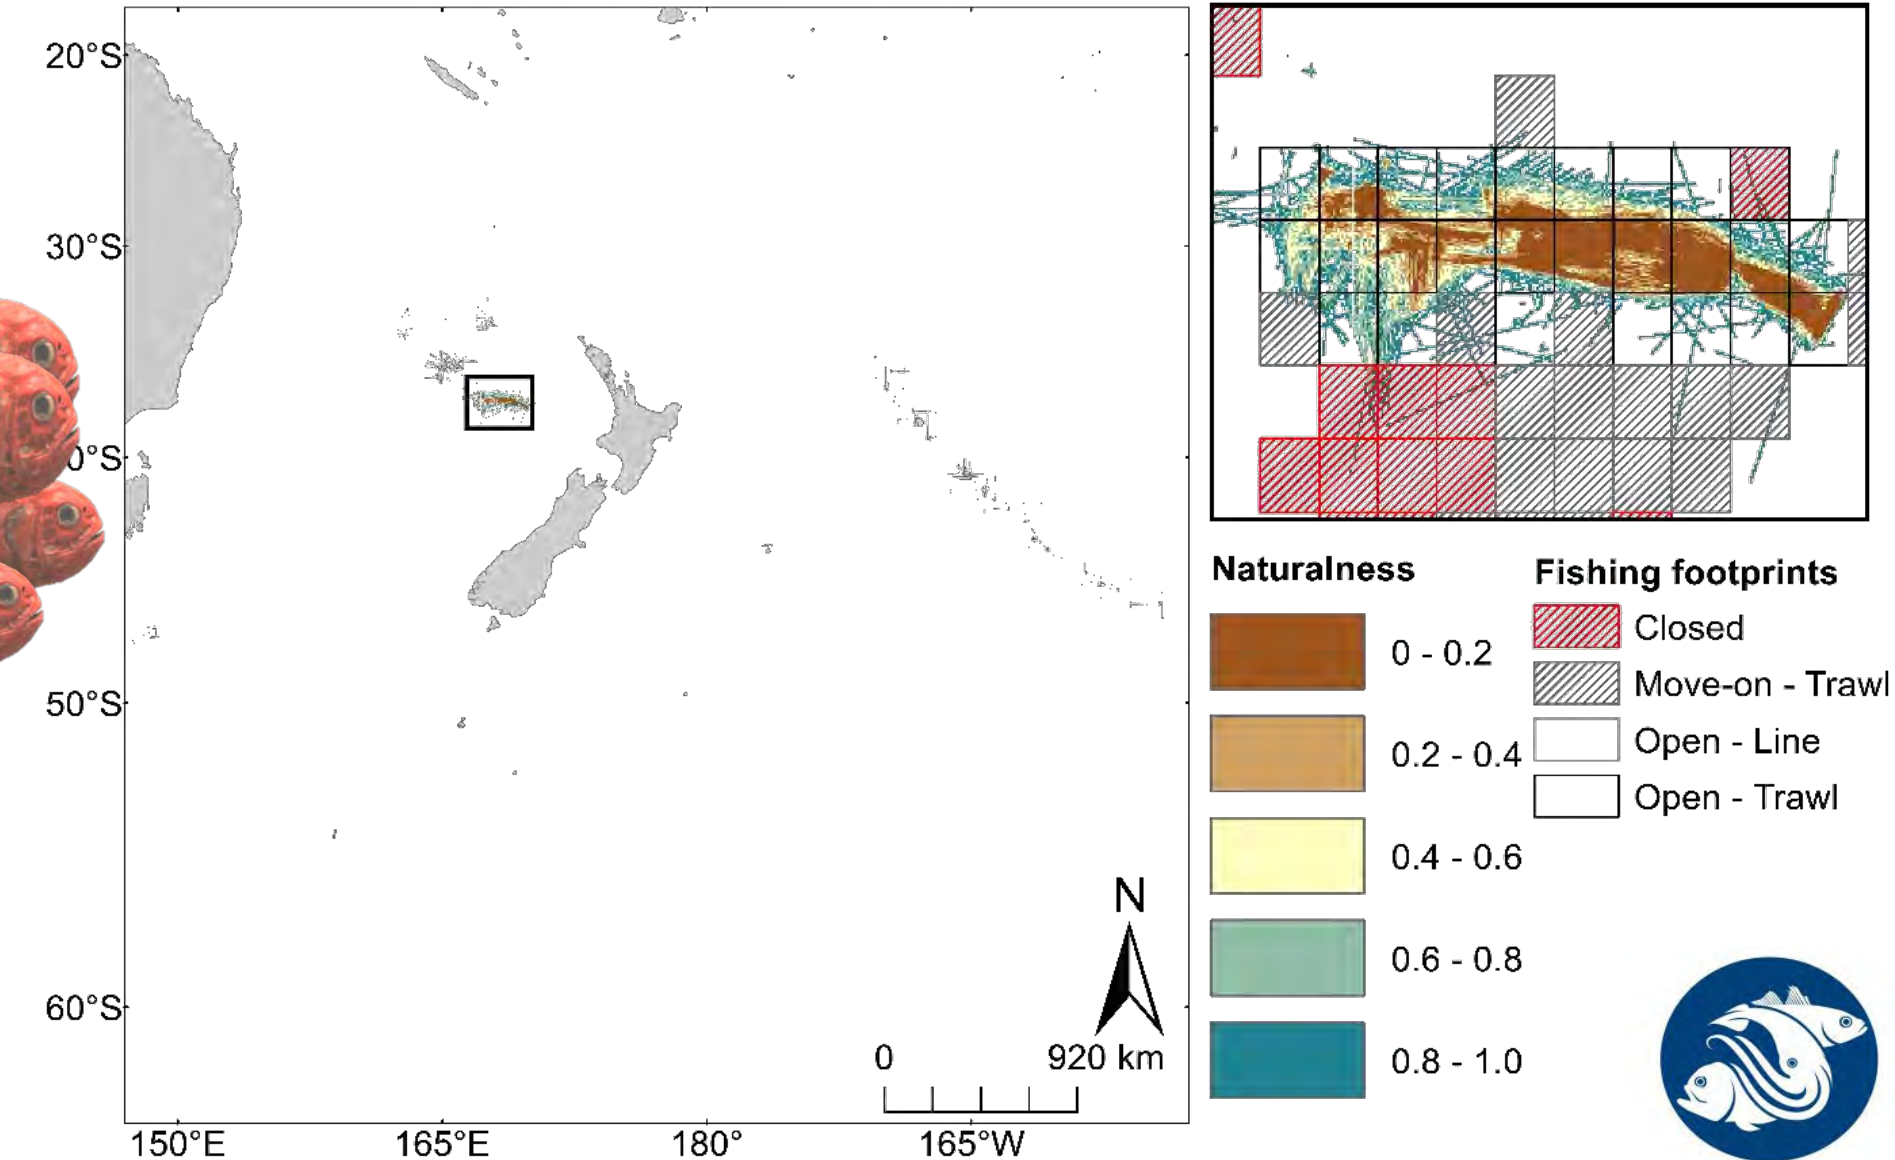 20°S
30°S
0°S
50°S
60°S
150°E
165°E
180°
165°W
N
0 920 km
Naturalness
0 - 0.2
0.2 - 0.4
0.4 - 0.6
0.6 - 0.8
0.8 - 1.0
Fishing footprints
Closed
Move-on - Trawl
Open - Line
Open - Trawl